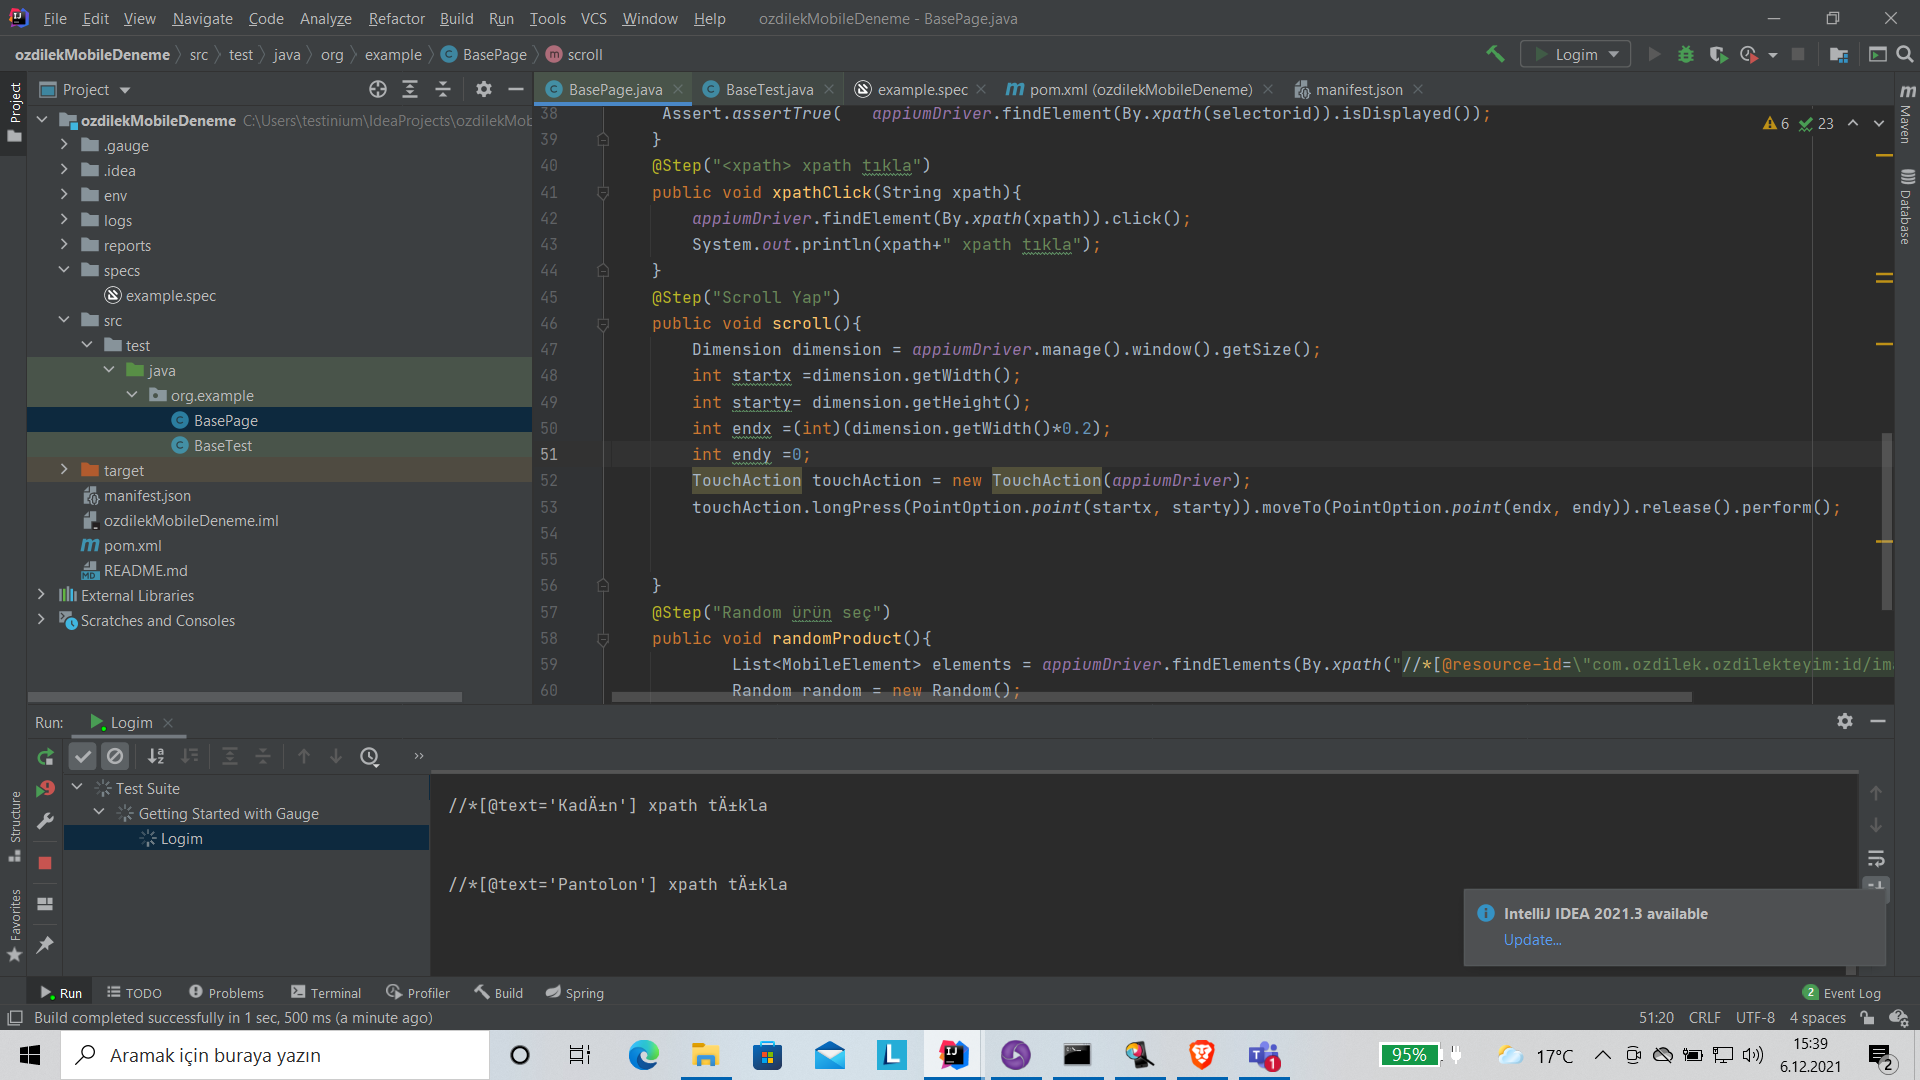 File Edit View Navigate Code Analyze Refactor Build Run Tools VCS Window Help ozdilekMobileDeneme - BasePage.java
ozdilekMobileDeneme src test java org example BasePage scroll
Logim
Project
BasePage.java BaseTest.java example.spec pom.xml (ozdilekMobileDeneme) manifest.json
Project
Structure
Favorites
Maven
Database
ozdilekMobileDeneme C:\Users\testinium\IdeaProjects\ozdilekMob
.gauge
.idea
env
logs
reports
specs
example.spec
src
test
java
org.example
BasePage
BaseTest
target
manifest.json
ozdilekMobileDeneme.iml
pom.xml
README.md
External Libraries
Scratches and Consoles
6 23
38 Assert.assertTrue( appiumDriver.findElement(By.xpath(selectorid)).isDisplayed());
39 }
40 @Step("<xpath> xpath tıkla")
41 public void xpathClick(String xpath){
42 appiumDriver.findElement(By.xpath(xpath)).click();
43 System.out.println(xpath+" xpath tıkla");
44 }
45 @Step("Scroll Yap")
46 public void scroll(){
47 Dimension dimension = appiumDriver.manage().window().getSize();
48 int startx =dimension.getWidth();
49 int starty= dimension.getHeight();
50 int endx =(int)(dimension.getWidth()*0.2);
51 int endy =0;
52 TouchAction touchAction = new TouchAction(appiumDriver);
53 touchAction.longPress(PointOption.point(startx, starty)).moveTo(PointOption.point(endx, endy)).release().perform();
54
55
56 }
57 @Step("Random ürün seç")
58 public void randomProduct(){
59 List<MobileElement> elements = appiumDriver.findElements(By.xpath("//*[@resource-id=\"com.ozdilek.ozdilekteyim:id/ima
60 Random random = new Random();
Run: Logim
Test Suite
Getting Started with Gauge
Logim
//*[@text='KadÄ±n'] xpath tÄ±kla
//*[@text='Pantolon'] xpath tÄ±kla
IntelliJ IDEA 2021.3 available
Update...
Run TODO Problems Terminal Profiler Build Spring 2 Event Log
Build completed successfully in 1 sec, 500 ms (a minute ago) 51:20 CRLF UTF-8 4 spaces
Aramak için buraya yazın
L
1
95%
17°C
15:39
6.12.2021
2